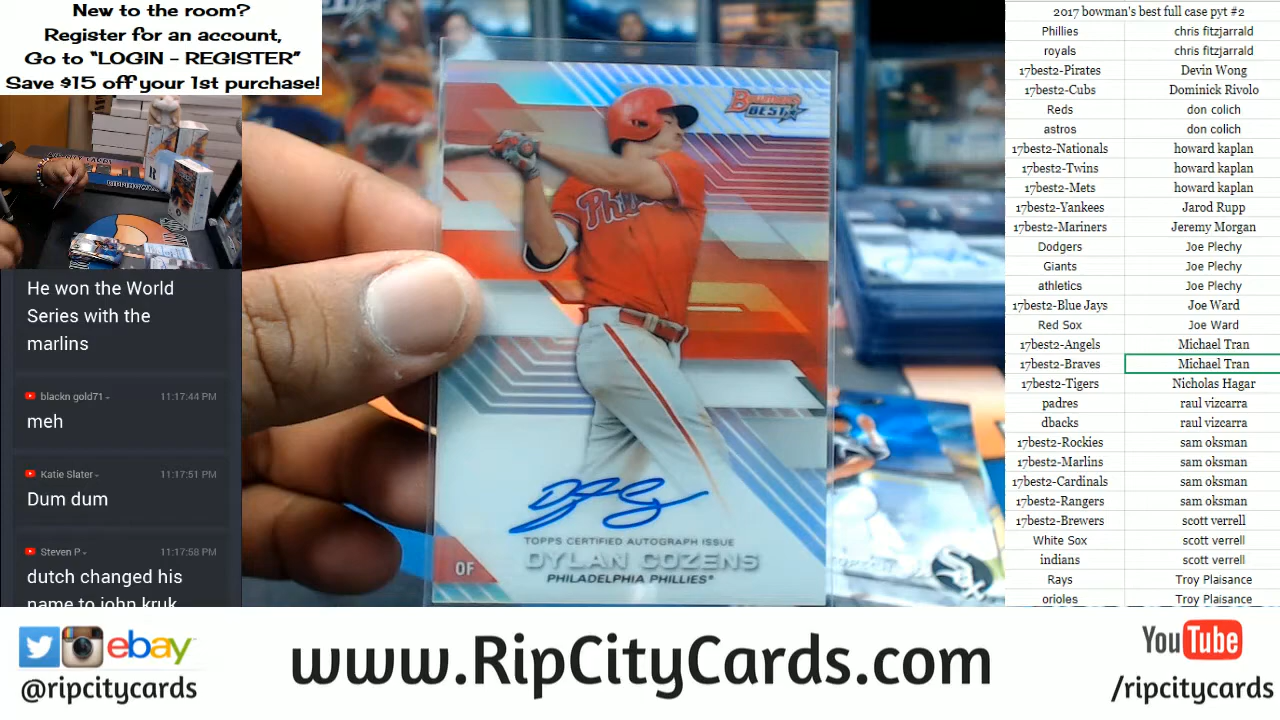 New to the room?
Register for an account,
Go to “LOGIN - REGISTER”
Save $15 off your 1st purchase!
He won the World
Series with the
marlins
blackn gold71
11:17:44 PM
meh
Katie Slater
11:17:51 PM
Dum dum
Steven P
11:17:58 PM
dutch changed his
name to john kruk
BOWMAN'S
BEST
Phil
TOPPS CERTIFIED AUTOGRAPH ISSUE
DYLAN COZENS
OF
PHILADELPHIA PHILLIES®
2017 bowman's best full case pyt #2
Phillies chris fitzjarrald
royals chris fitzjarrald
17best2-Pirates Devin Wong
17best2-Cubs Dominick Rivolo
Reds don colich
astros don colich
17best2-Nationals howard kaplan
17best2-Twins howard kaplan
17best2-Mets howard kaplan
17best2-Yankees Jarod Rupp
17best2-Mariners Jeremy Morgan
Dodgers Joe Plechy
Giants Joe Plechy
athletics Joe Plechy
17best2-Blue Jays Joe Ward
Red Sox Joe Ward
17best2-Angels Michael Tran
17best2-Braves Michael Tran
17best2-Tigers Nicholas Hagar
padres raul vizcarra
dbacks raul vizcarra
17best2-Rockies sam oksman
17best2-Marlins sam oksman
17best2-Cardinals sam oksman
17best2-Rangers sam oksman
17best2-Brewers scott verrell
White Sox scott verrell
indians scott verrell
Rays Troy Plaisance
orioles Troy Plaisance
ebay
@ripcitycards
www.RipCityCards.com
YouTube
/ripcitycards